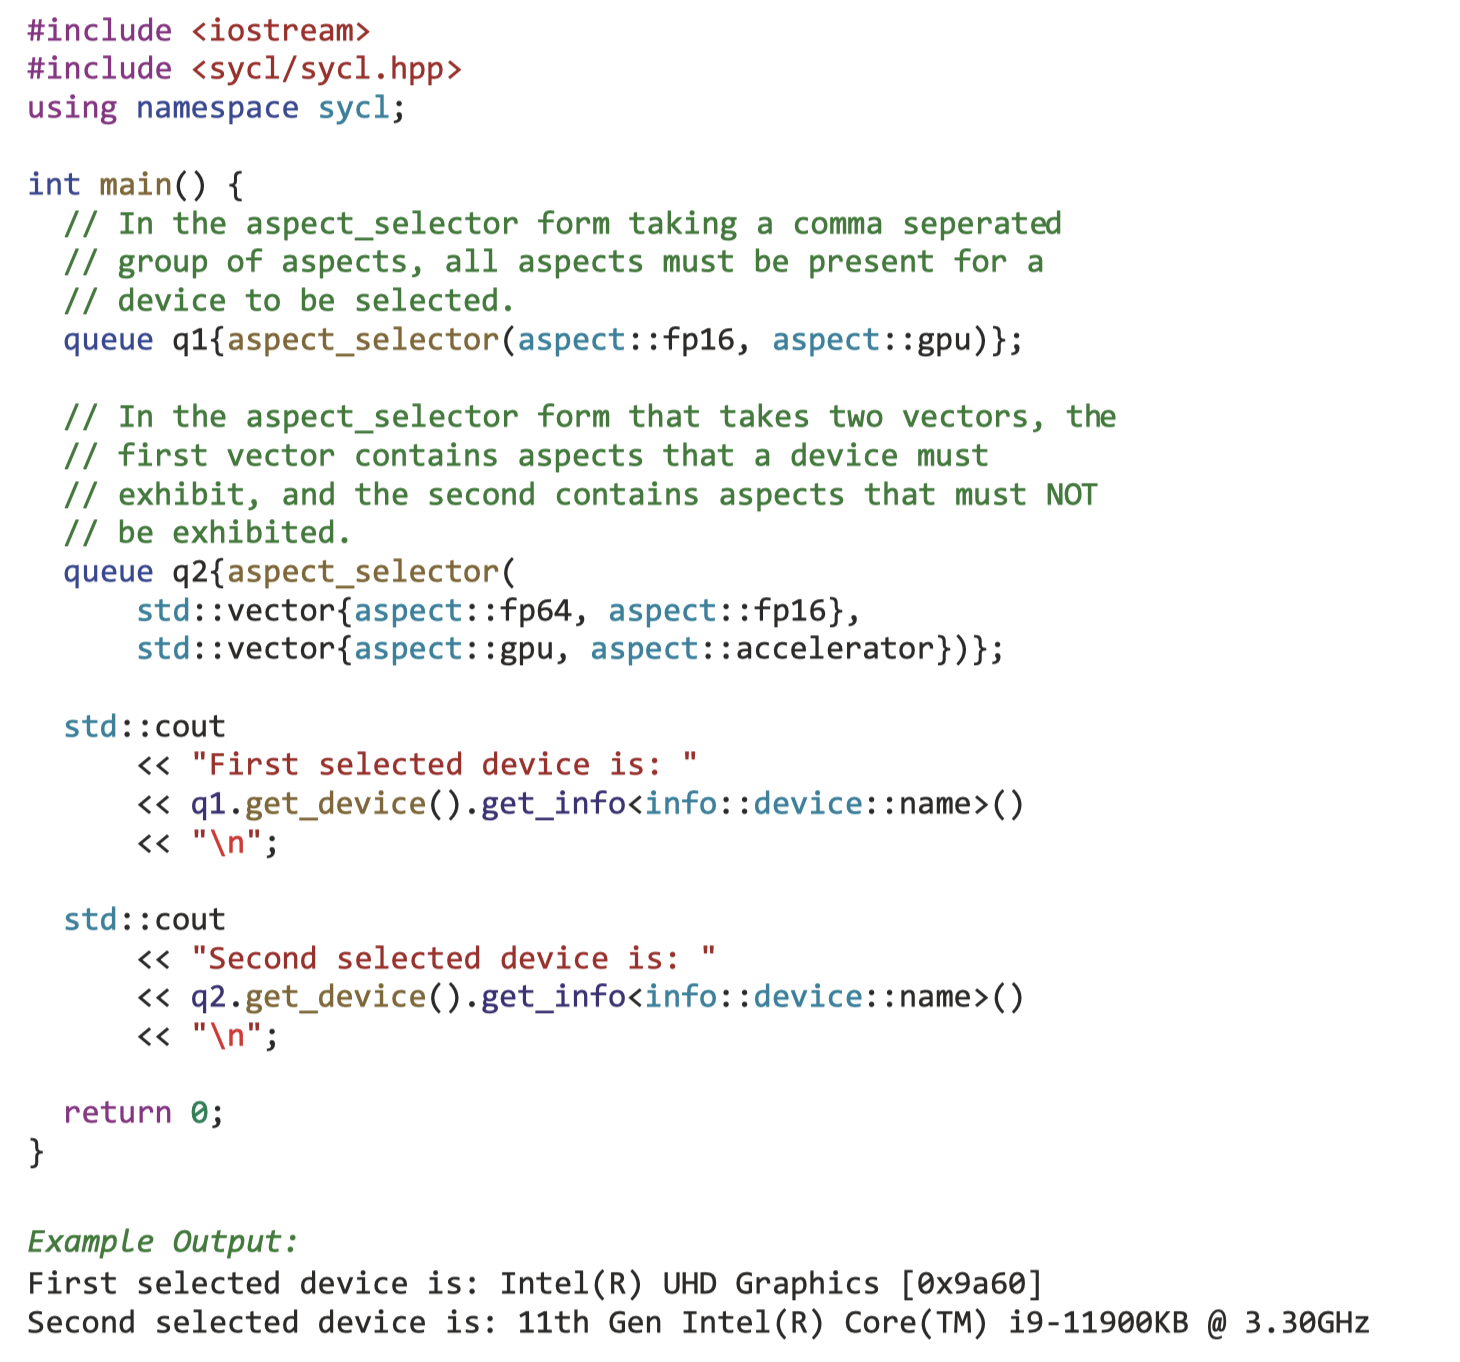 #include <iostream>
#include <sycl/sycl.hpp>
using namespace sycl;

int main() {
  // In the aspect_selector form taking a comma seperated
  // group of aspects, all aspects must be present for a
  // device to be selected.
  queue q1{aspect_selector(aspect::fp16, aspect::gpu)};

  // In the aspect_selector form that takes two vectors, the
  // first vector contains aspects that a device must
  // exhibit, and the second contains aspects that must NOT
  // be exhibited.
  queue q2{aspect_selector(
      std::vector{aspect::fp64, aspect::fp16},
      std::vector{aspect::gpu, aspect::accelerator})};

  std::cout
      << "First selected device is: "
      << q1.get_device().get_info<info::device::name>()
      << "\n";

  std::cout
      << "Second selected device is: "
      << q2.get_device().get_info<info::device::name>()
      << "\n";

  return 0;
}

Example Output:
First selected device is: Intel(R) UHD Graphics [0x9a60]
Second selected device is: 11th Gen Intel(R) Core(TM) i9-11900KB @ 3.30GHz